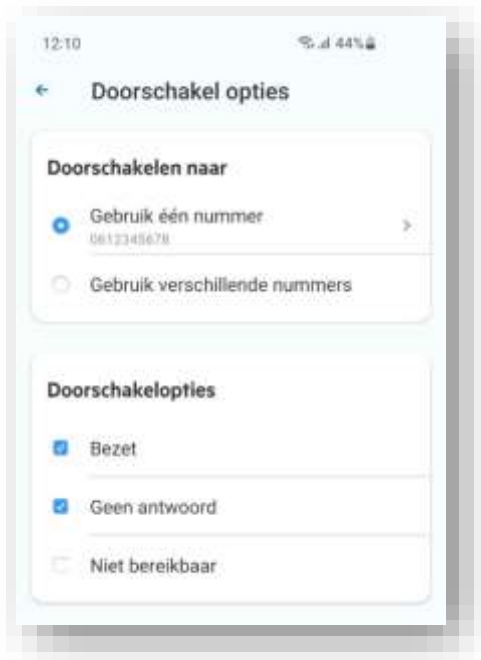 12:10 44%
Doorschakel opties
Doorschakelen naar
Gebruik één nummer
0612345678
Gebruik verschillende nummers
Doorschakelopties
Bezet
Geen antwoord
Niet bereikbaar